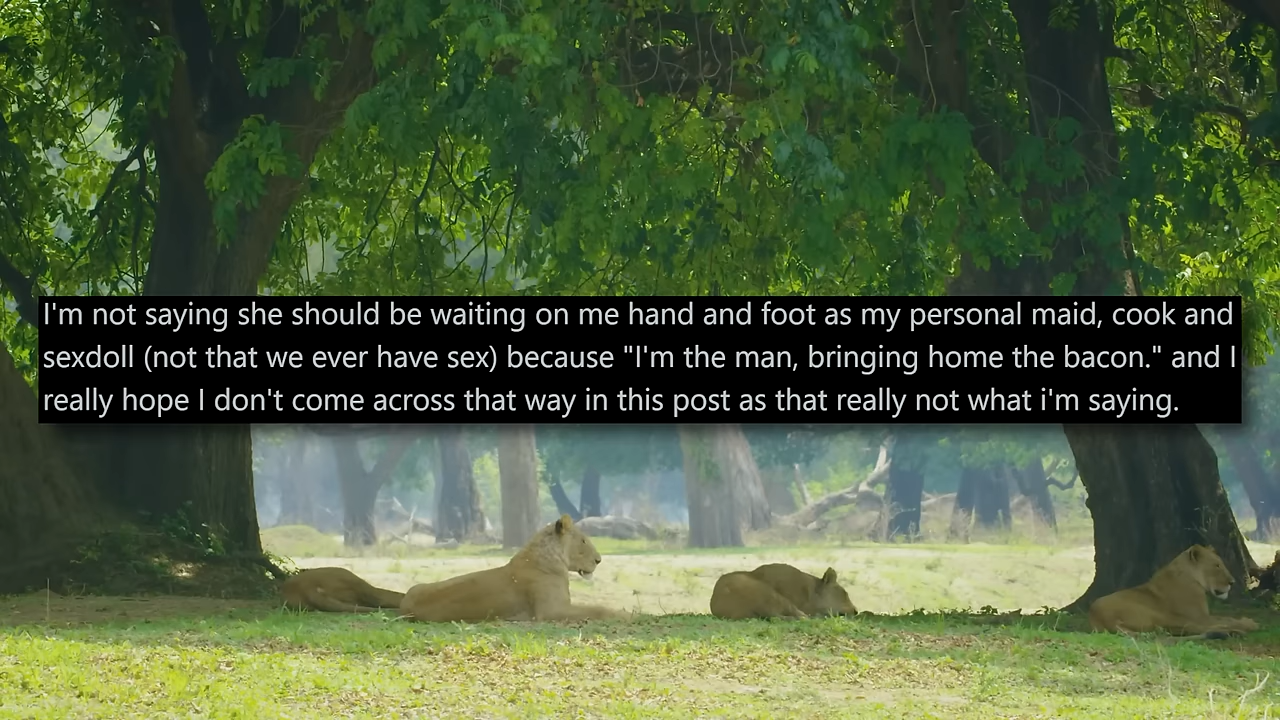 I'm not saying she should be waiting on me hand and foot as my personal maid, cook and
sexdoll (not that we ever have sex) because "I'm the man, bringing home the bacon." and I
really hope I don't come across that way in this post as that really not what i'm saying.